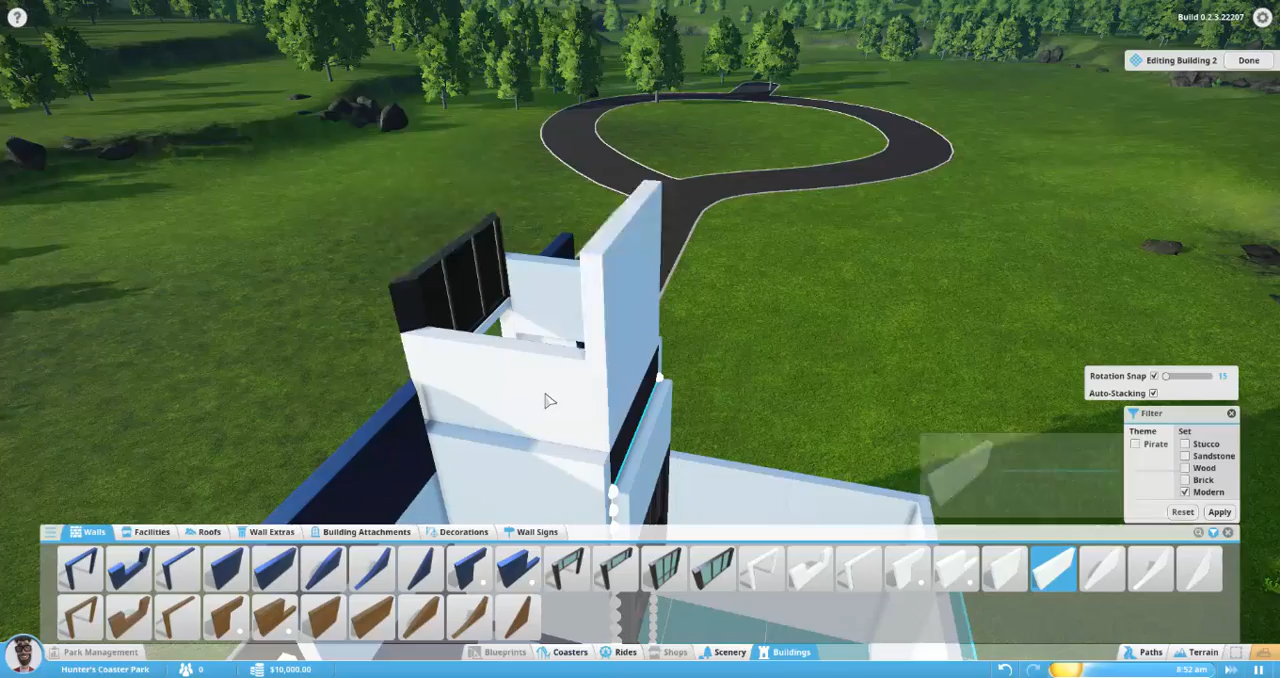 ?
Build 0.2.3.22207
Editing Building 2
Done
Rotation Snap
15
Auto-Stacking
Filter
Theme
Set
Pirate
Stucco
Sandstone
Wood
Brick
Modern
Reset
Apply
Walls
Facilities
Roofs
Wall Extras
Building Attachments
Decorations
Wall Signs
Park Management
Blueprints
Coasters
Rides
Shops
Scenery
Buildings
Paths
Terrain
Hunter's Coaster Park
0
$10,000.00
8:52 am